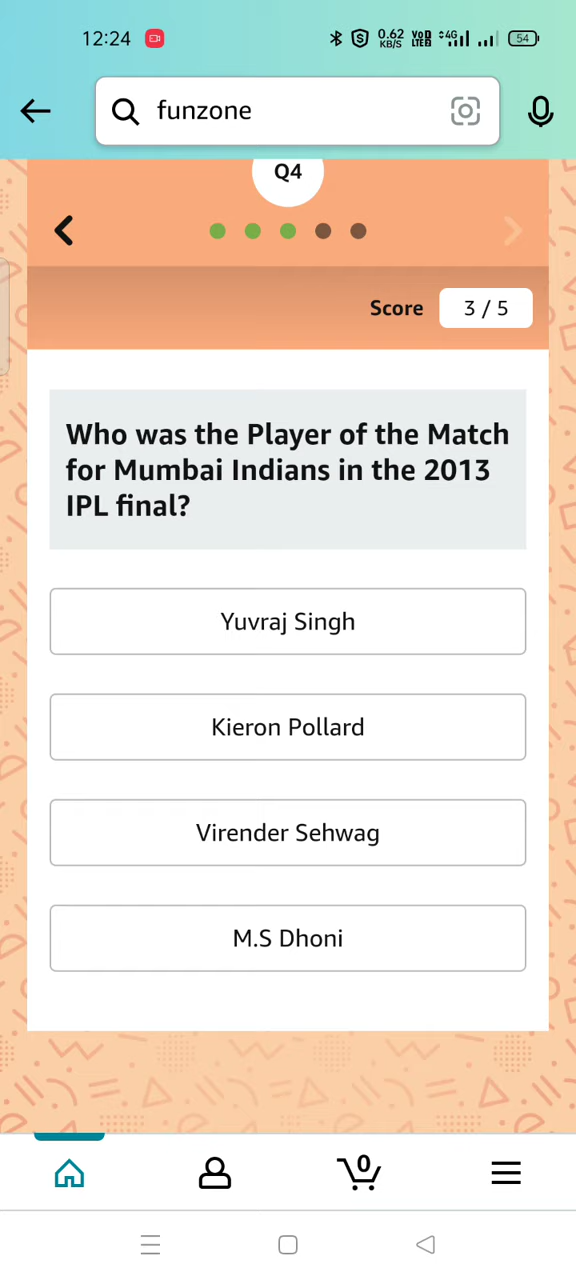 12:24 0.62 KB/S VoD LTE 4G 54
funzone
Q4
Score 3 / 5
Who was the Player of the Match
for Mumbai Indians in the 2013
IPL final?
Yuvraj Singh
Kieron Pollard
Virender Sehwag
M.S Dhoni
0